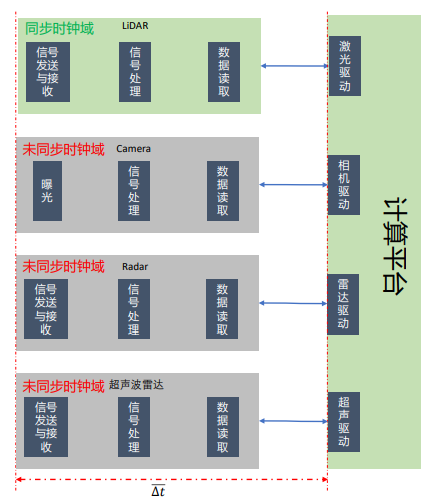 同步时钟域 LiDAR
信号
发送
与接
收
信
号
处
理
数
据
读
取
激
光
驱
动
未同步时钟域 Camera
曝
光
信
号
处
理
数
据
读
取
相
机
驱
动
计算平台
未同步时钟域 Radar
信号
发送
与接
收
信
号
处
理
数
据
读
取
雷
达
驱
动
未同步时钟域 超声波雷达
信号
发送
与接
收
信
号
处
理
数
据
读
取
超
声
驱
动
Δt